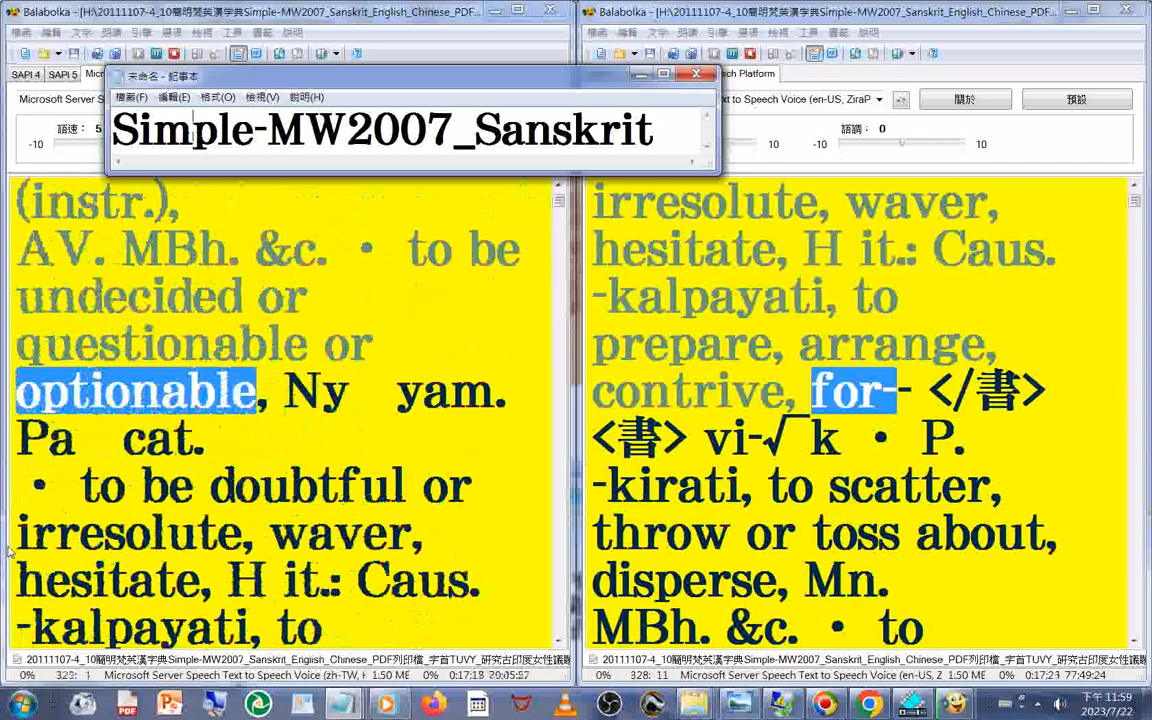 Balabolka - [H:\20111107-4_10簡明梵英漢字典Simple-MW2007_Sanskrit_English_Chinese_PDF...
Balabolka - [H:\20111107-4_10簡明梵英漢字典Simple-MW2007_Sanskrit_English_Chinese_PDF...
SAPI 4
SAPI 5
未命名 - 記事本
檔案(F) 編輯(E) 格式(O) 檢視(V) 說明(H)
Simple-MW2007_Sanskrit
ech Platform
Microsoft Server S
to Speech Voice (en-US, ZiraP
關於
預設
語速： 5
-10
10
語調： 0
-10
10
(instr.),
AV. MBh. &c. • to be
undecided or
questionable or
optionable, Ny yam.
Pa cat.
• to be doubtful or
irresolute, waver,
hesitate, H it.: Caus.
-kalpayati, to
irresolute, waver,
hesitate, H it.: Caus.
-kalpayati, to
prepare, arrange,
contrive, for-- </書>
<書> vi-√ k • P.
-kirati, to scatter,
throw or toss about,
disperse, Mn.
MBh. &c. • to
20111107-4_10簡明梵英漢字典Simple-MW2007_Sanskrit_English_Chinese_PDF列印檔_字首TUVY_研究古印度女性議題
20111107-4_10簡明梵英漢字典Simple-MW2007_Sanskrit_English_Chinese_PDF列印檔_字首TUVY_研究古印度女性議題
0% 323: 1 Microsoft Server Speech Text to Speech Voice (zh-TW, H 1.50 ME 0% 0:17:18
0% 328: 11 Microsoft Server Speech Text to Speech Voice (en-US, Z 1.50 ME 0% 0:17:23 77:49:24
下午 11:59
2023/7/22